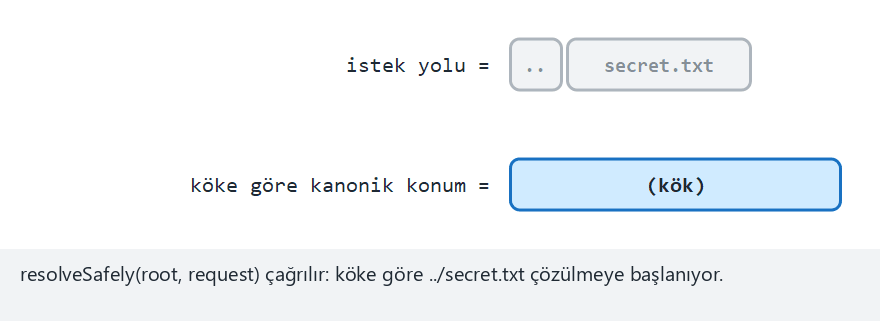 istek yolu = .. secret.txt
köke göre kanonik konum = (kök)
resolveSafely(root, request) çağrılır: köke göre ../secret.txt çözülmeye başlanıyor.